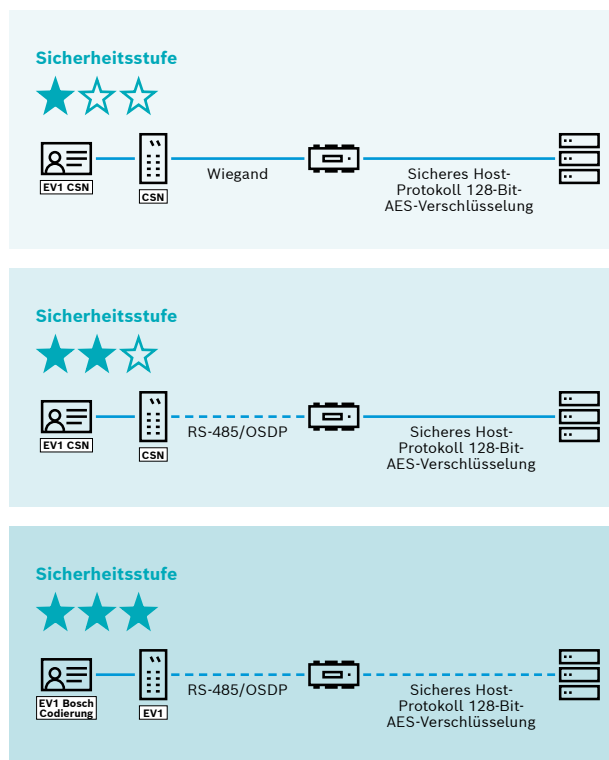 Sicherheitsstufe
EV1 CSN
CSN
Wiegand
Sicheres Host-
Protokoll 128-Bit-
AES-Verschlüsselung
Sicherheitsstufe
EV1 CSN
CSN
RS-485/OSDP
Sicheres Host-
Protokoll 128-Bit-
AES-Verschlüsselung
Sicherheitsstufe
EV1 Bosch
Codierung
EV1
RS-485/OSDP
Sicheres Host-
Protokoll 128-Bit-
AES-Verschlüsselung